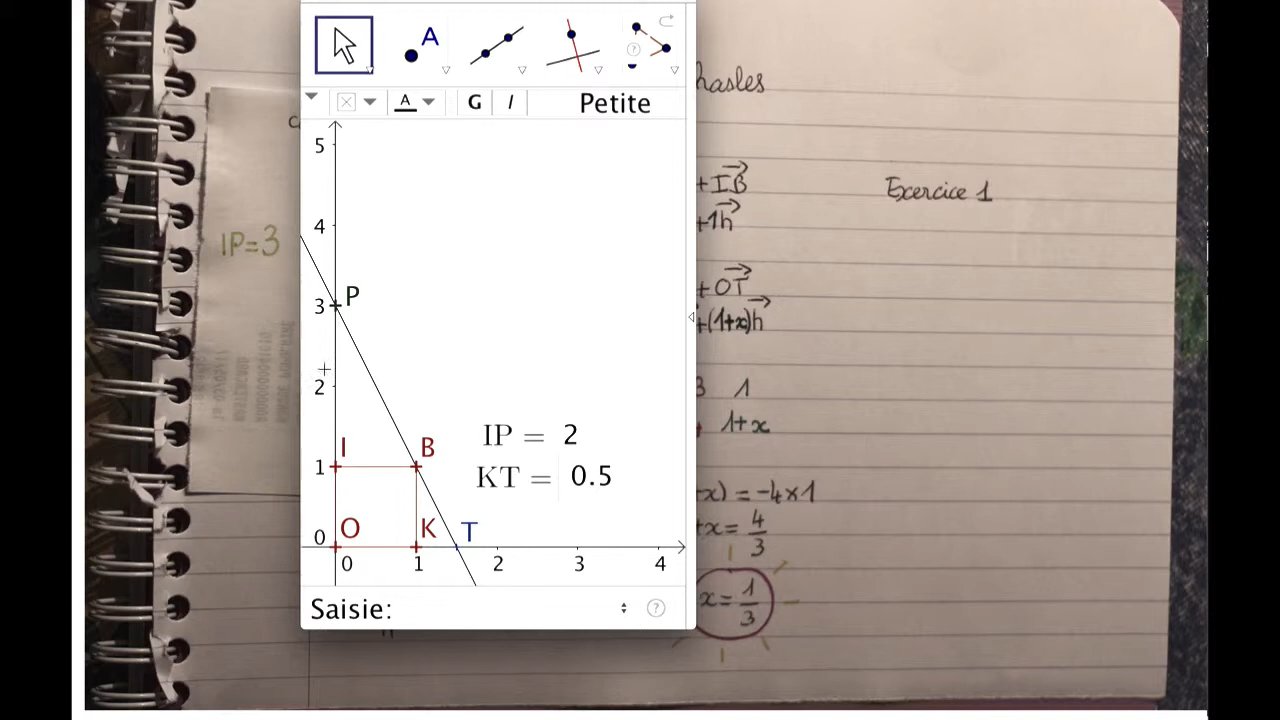 A
A G I Petite
5
4
3 P
2
IP = 2
KT = 0.5
1 I B
0 O K T
0 1 2 3 4
Saisie:
IP=3
hasles
Exercice 1
+IB
+1h
+OT
+(1+x)h
3 1
1+x
x) = -4×1
x = 4/3
x = 1/3